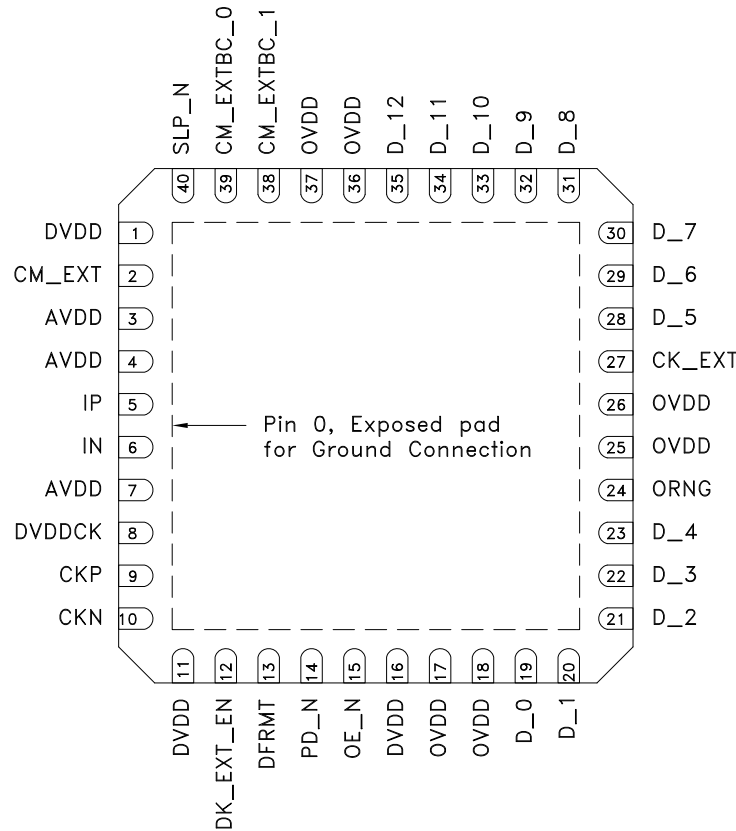 SLP_N
CM_EXTBC_0
CM_EXTBC_1
OVDD
OVDD
D_12
D_11
D_10
D_9
D_8
40
39
38
37
36
35
34
33
32
31
DVDD 1
CM_EXT 2
AVDD 3
AVDD 4
IP 5
IN 6
AVDD 7
DVDDCK 8
CKP 9
CKN 10
Pin 0, Exposed pad
for Ground Connection
30 D_7
29 D_6
28 D_5
27 CK_EXT
26 OVDD
25 OVDD
24 ORNG
23 D_4
22 D_3
21 D_2
11
12
13
14
15
16
17
18
19
20
DVDD
DK_EXT_EN
DFRMT
PD_N
OE_N
DVDD
OVDD
OVDD
D_0
D_1